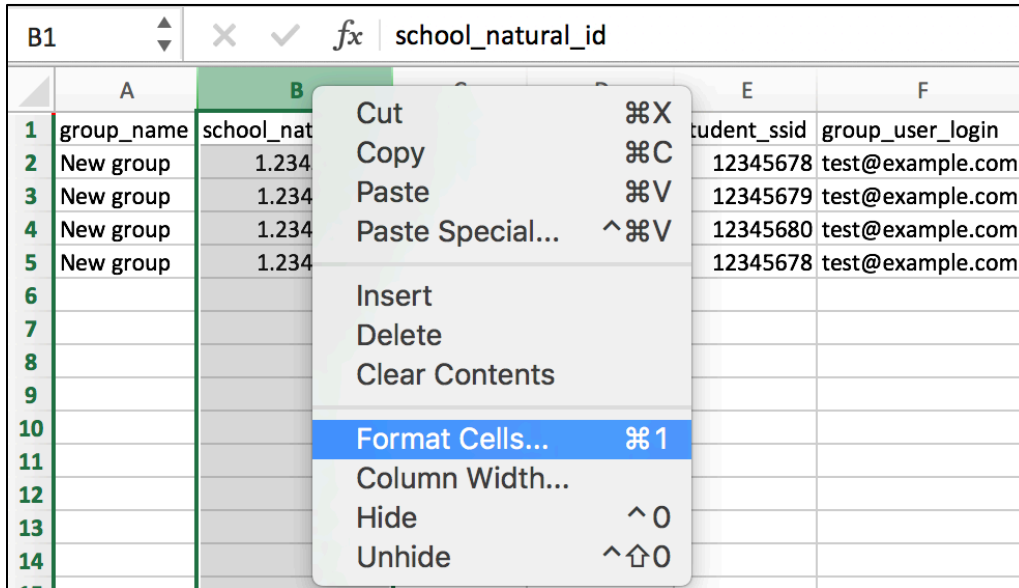 B1 fx school_natural_id
A B E F
1 group_name school_nat tudent_ssid group_user_login
2 New group 1.234 12345678 test@example.com
3 New group 1.234 12345679 test@example.com
4 New group 1.234 12345680 test@example.com
5 New group 1.234 12345678 test@example.com
6
7
8
9
10
11
12
13
14
Cut ⌘X
Copy ⌘C
Paste ⌘V
Paste Special... ^⌘V
Insert
Delete
Clear Contents
Format Cells... ⌘1
Column Width...
Hide ^0
Unhide ^⇧0